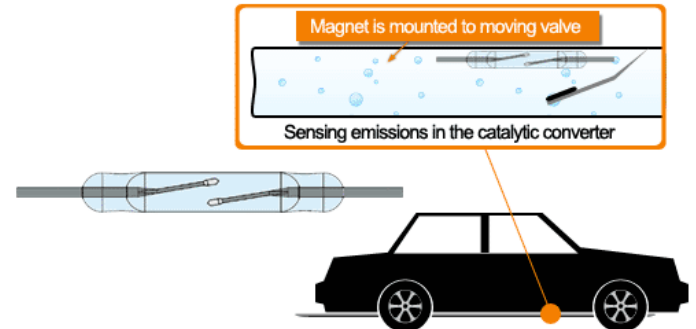 Magnet is mounted to moving valve
Sensing emissions in the catalytic converter